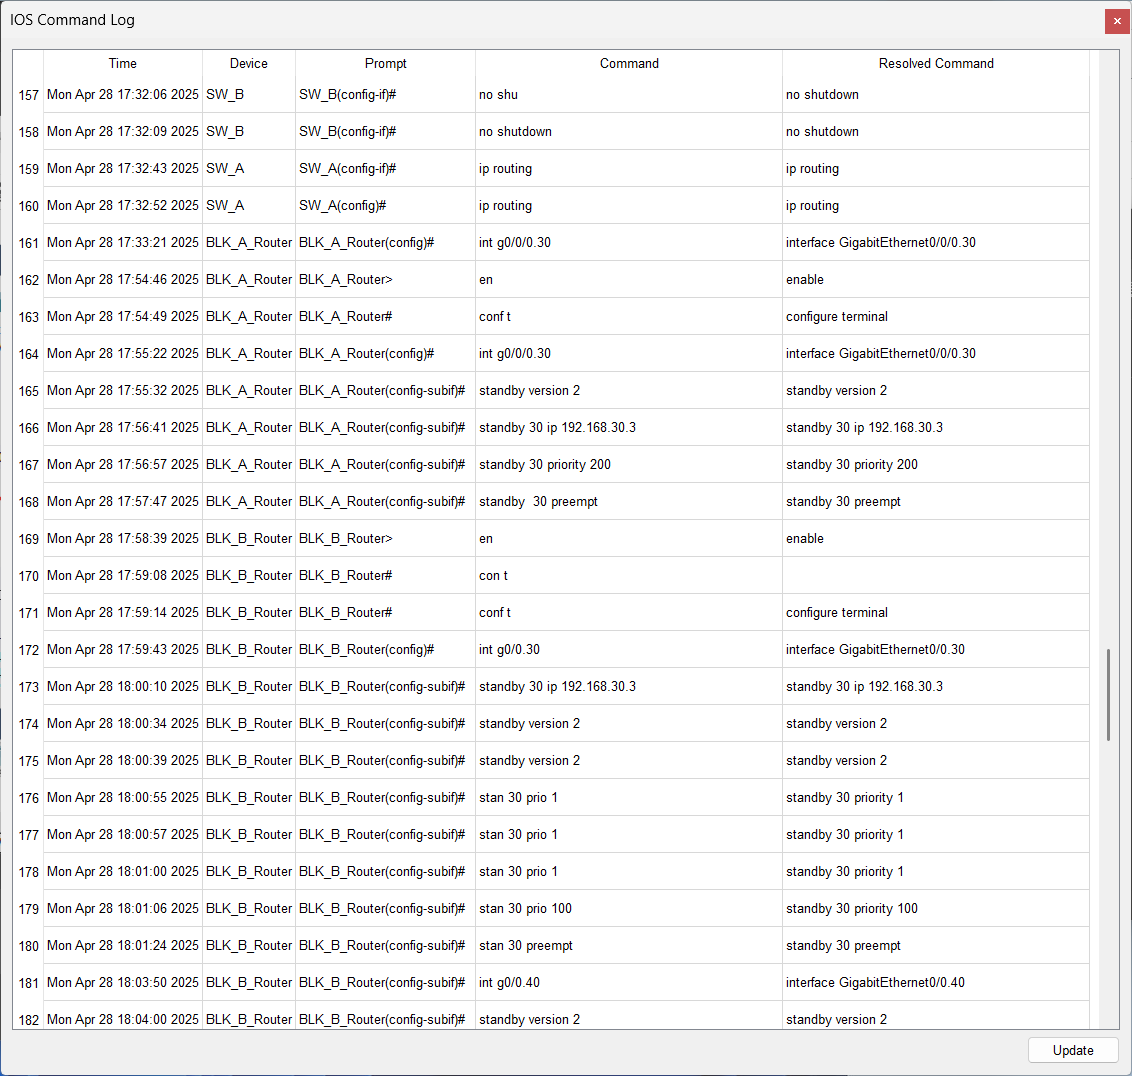 IOS Command Log
Time Device Prompt Command Resolved Command
157 Mon Apr 28 17:32:06 2025 SW_B SW_B(config-if)# no shu no shutdown
158 Mon Apr 28 17:32:09 2025 SW_B SW_B(config-if)# no shutdown no shutdown
159 Mon Apr 28 17:32:43 2025 SW_A SW_A(config-if)# ip routing ip routing
160 Mon Apr 28 17:32:52 2025 SW_A SW_A(config)# ip routing ip routing
161 Mon Apr 28 17:33:21 2025 BLK_A_Router BLK_A_Router(config)# int g0/0/0.30 interface GigabitEthernet0/0/0.30
162 Mon Apr 28 17:54:46 2025 BLK_A_Router BLK_A_Router> en enable
163 Mon Apr 28 17:54:49 2025 BLK_A_Router BLK_A_Router# conf t configure terminal
164 Mon Apr 28 17:55:22 2025 BLK_A_Router BLK_A_Router(config)# int g0/0/0.30 interface GigabitEthernet0/0/0.30
165 Mon Apr 28 17:55:32 2025 BLK_A_Router BLK_A_Router(config-subif)# standby version 2 standby version 2
166 Mon Apr 28 17:56:41 2025 BLK_A_Router BLK_A_Router(config-subif)# standby 30 ip 192.168.30.3 standby 30 ip 192.168.30.3
167 Mon Apr 28 17:56:57 2025 BLK_A_Router BLK_A_Router(config-subif)# standby 30 priority 200 standby 30 priority 200
168 Mon Apr 28 17:57:47 2025 BLK_A_Router BLK_A_Router(config-subif)# standby  30 preempt standby 30 preempt
169 Mon Apr 28 17:58:39 2025 BLK_B_Router BLK_B_Router> en enable
170 Mon Apr 28 17:59:08 2025 BLK_B_Router BLK_B_Router# con t
171 Mon Apr 28 17:59:14 2025 BLK_B_Router BLK_B_Router# conf t configure terminal
172 Mon Apr 28 17:59:43 2025 BLK_B_Router BLK_B_Router(config)# int g0/0.30 interface GigabitEthernet0/0.30
173 Mon Apr 28 18:00:10 2025 BLK_B_Router BLK_B_Router(config-subif)# standby 30 ip 192.168.30.3 standby 30 ip 192.168.30.3
174 Mon Apr 28 18:00:34 2025 BLK_B_Router BLK_B_Router(config-subif)# standby version 2 standby version 2
175 Mon Apr 28 18:00:39 2025 BLK_B_Router BLK_B_Router(config-subif)# standby version 2 standby version 2
176 Mon Apr 28 18:00:55 2025 BLK_B_Router BLK_B_Router(config-subif)# stan 30 prio 1 standby 30 priority 1
177 Mon Apr 28 18:00:57 2025 BLK_B_Router BLK_B_Router(config-subif)# stan 30 prio 1 standby 30 priority 1
178 Mon Apr 28 18:01:00 2025 BLK_B_Router BLK_B_Router(config-subif)# stan 30 prio 1 standby 30 priority 1
179 Mon Apr 28 18:01:06 2025 BLK_B_Router BLK_B_Router(config-subif)# stan 30 prio 100 standby 30 priority 100
180 Mon Apr 28 18:01:24 2025 BLK_B_Router BLK_B_Router(config-subif)# stan 30 preempt standby 30 preempt
181 Mon Apr 28 18:03:50 2025 BLK_B_Router BLK_B_Router(config-subif)# int g0/0.40 interface GigabitEthernet0/0.40
182 Mon Apr 28 18:04:00 2025 BLK_B_Router BLK_B_Router(config-subif)# standby version 2 standby version 2
Update